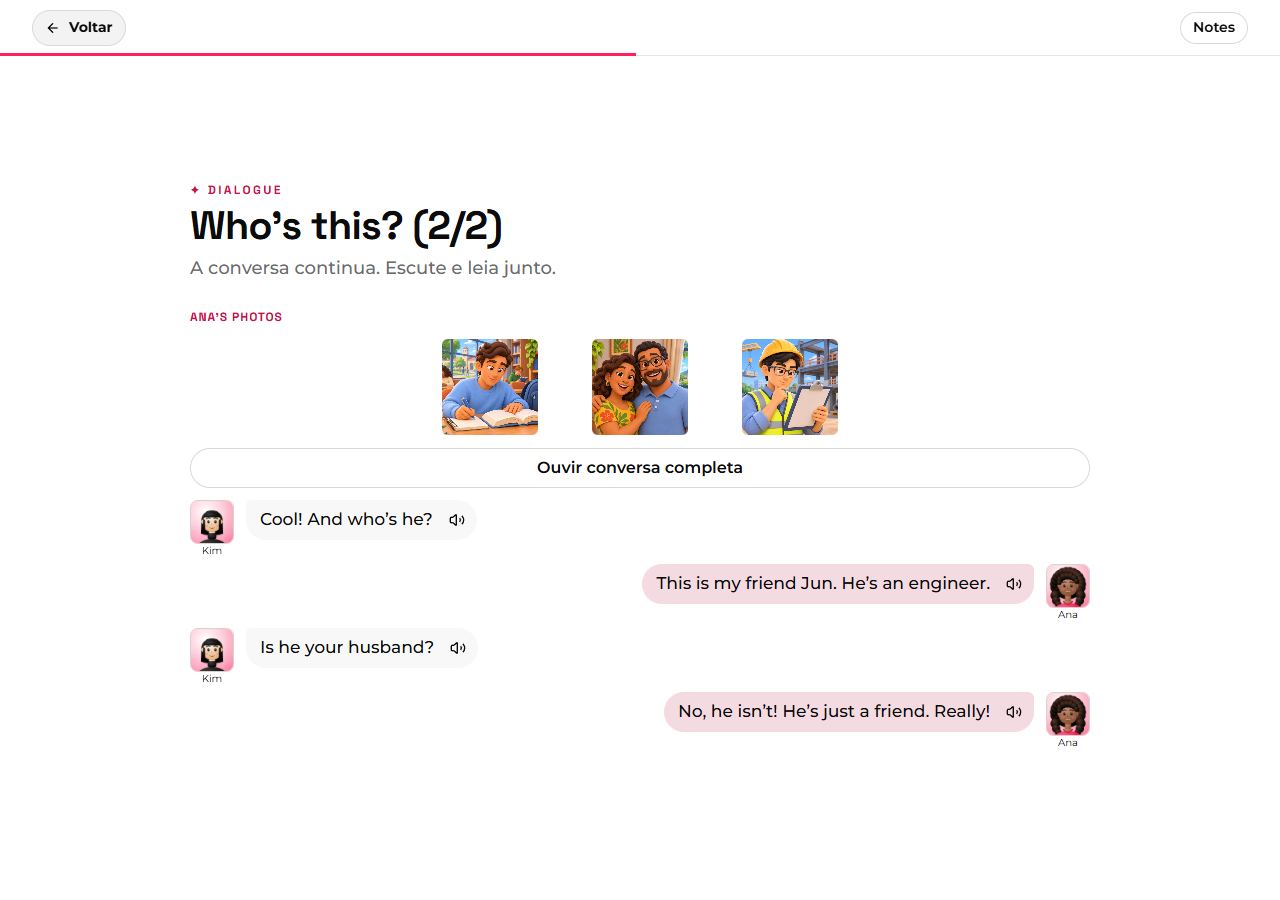 Voltar
Notes
✦ DIALOGUE
Who’s this? (2/2)
A conversa continua. Escute e leia junto.
ANA’S PHOTOS
Ouvir conversa completa
Cool! And who’s he?
Kim
This is my friend Jun. He’s an engineer.
Ana
Is he your husband?
Kim
No, he isn’t! He’s just a friend. Really!
Ana